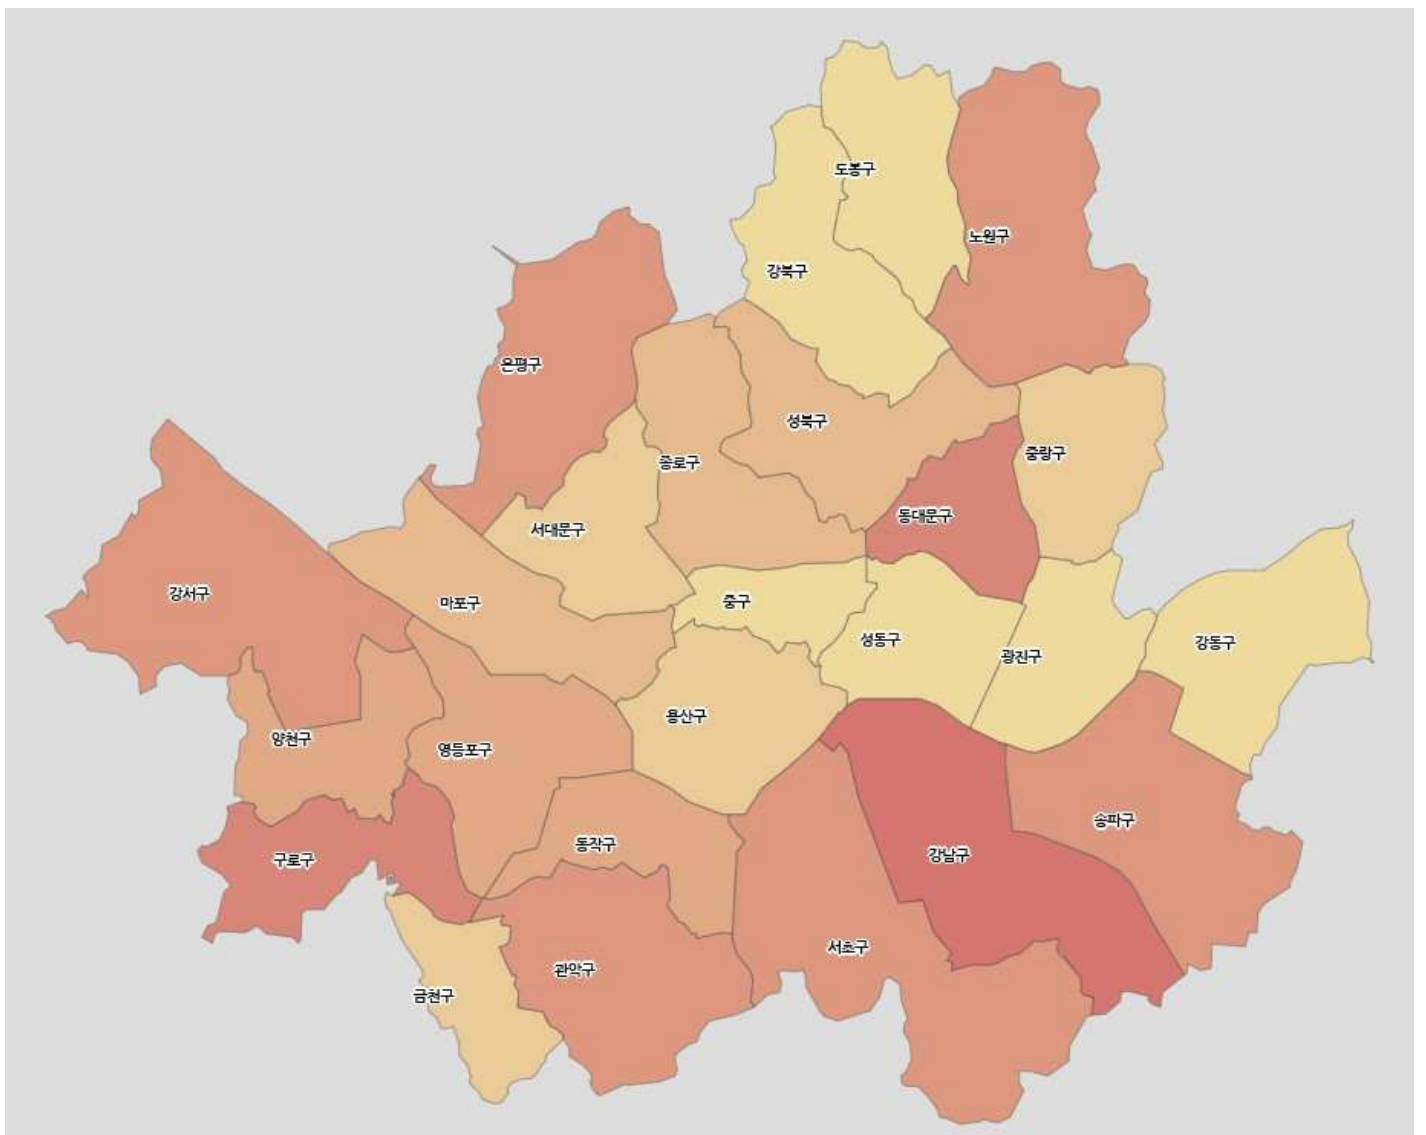 도봉구
노원구
강북구
은평구
성북구
중랑구
종로구
동대문구
서대문구
강서구
마포구
중구
성동구
강동구
광진구
용산구
양천구
영등포구
송파구
동작구
강남구
구로구
서초구
관악구
금천구